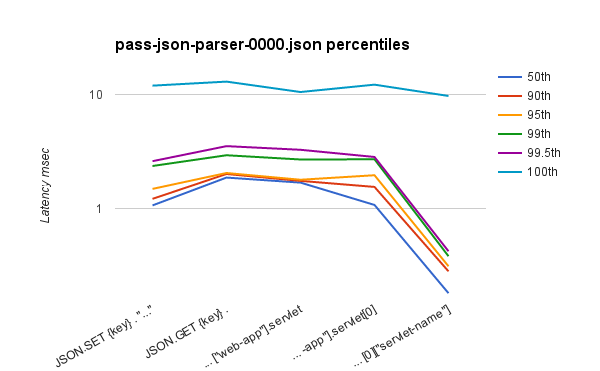 pass-json-parser-0000.json percentiles
50th
90th
95th
99th
99.5th
100th
10
1
Latency msec
JSON.SET {key} . "..."
JSON.GET {key} .
... ["web-app"].servlet
... -app"].servlet[0]
... [0]["servlet-name"]